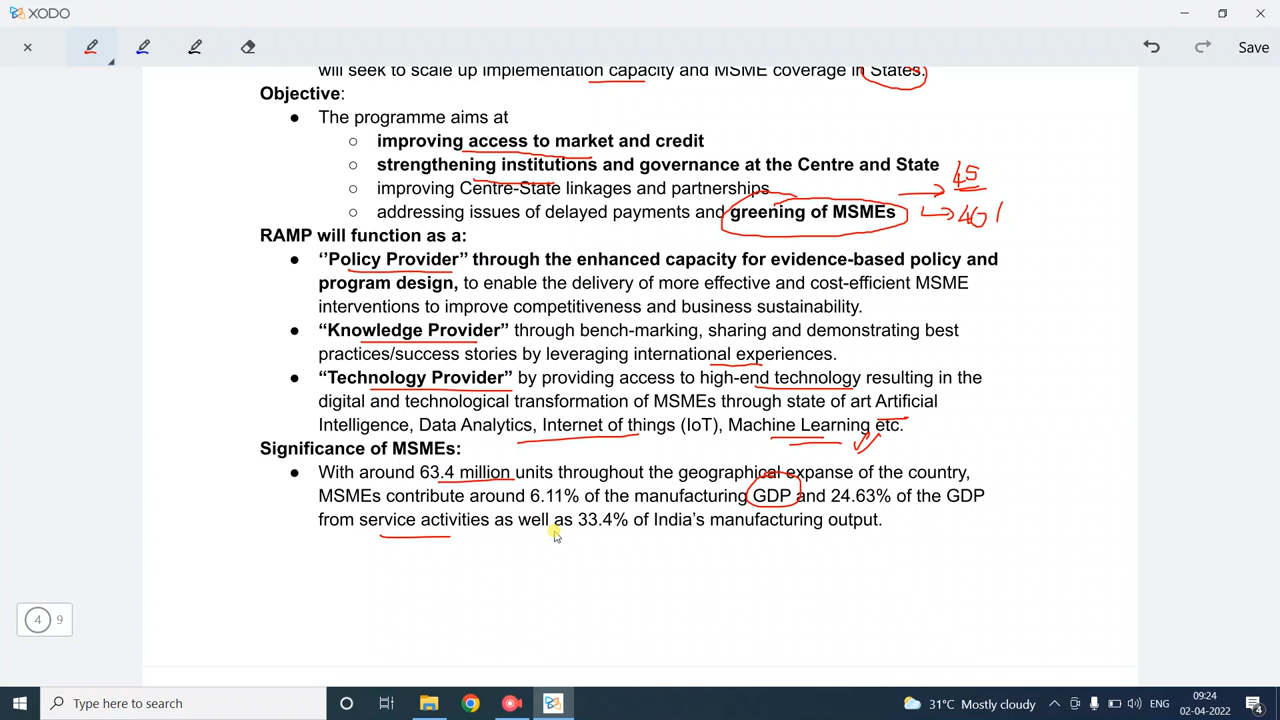 XODO
Save
will seek to scale up implementation capacity and MSME coverage in States.
Objective:
● The programme aims at
○ improving access to market and credit
○ strengthening institutions and governance at the Centre and State
45
○ improving Centre-State linkages and partnerships
○ addressing issues of delayed payments and greening of MSMEs
RAMP will function as a:
● ‘’Policy Provider’’ through the enhanced capacity for evidence-based policy and
program design, to enable the delivery of more effective and cost-efficient MSME
interventions to improve competitiveness and business sustainability.
● “Knowledge Provider” through bench-marking, sharing and demonstrating best
practices/success stories by leveraging international experiences.
● “Technology Provider” by providing access to high-end technology resulting in the
digital and technological transformation of MSMEs through state of art Artificial
Intelligence, Data Analytics, Internet of things (IoT), Machine Learning etc.
Significance of MSMEs:
● With around 63.4 million units throughout the geographical expanse of the country,
MSMEs contribute around 6.11% of the manufacturing GDP and 24.63% of the GDP
from service activities as well as 33.4% of India’s manufacturing output.
4 9
Type here to search
31°C Mostly cloudy
ENG
09:24
02-04-2022
4